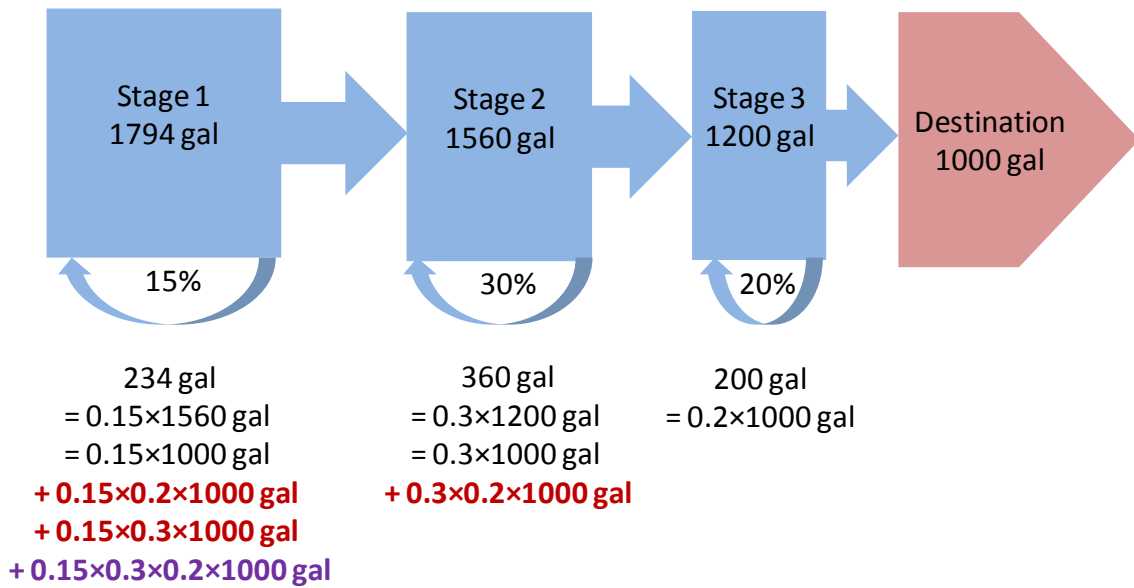 Stage 1
1794 gal
Stage 2
1560 gal
Stage 3
1200 gal
Destination
1000 gal
15%
30%
20%
234 gal
= 0.15×1560 gal
= 0.15×1000 gal
+ 0.15×0.2×1000 gal
+ 0.15×0.3×1000 gal
+ 0.15×0.3×0.2×1000 gal
360 gal
= 0.3×1200 gal
= 0.3×1000 gal
+ 0.3×0.2×1000 gal
200 gal
= 0.2×1000 gal